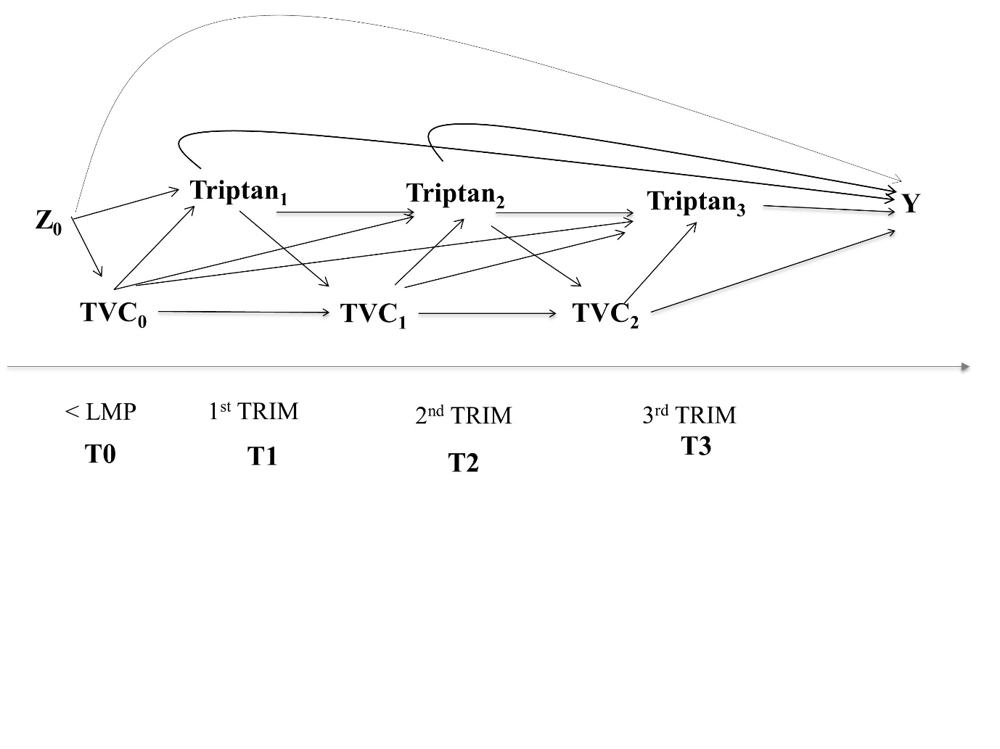 Triptan₁ Triptan₂ Triptan₃ Y
Z₀
TVC₀ TVC₁ TVC₂
< LMP 1ˢᵗ TRIM 2ⁿᵈ TRIM 3ʳᵈ TRIM
T0 T1 T2 T3